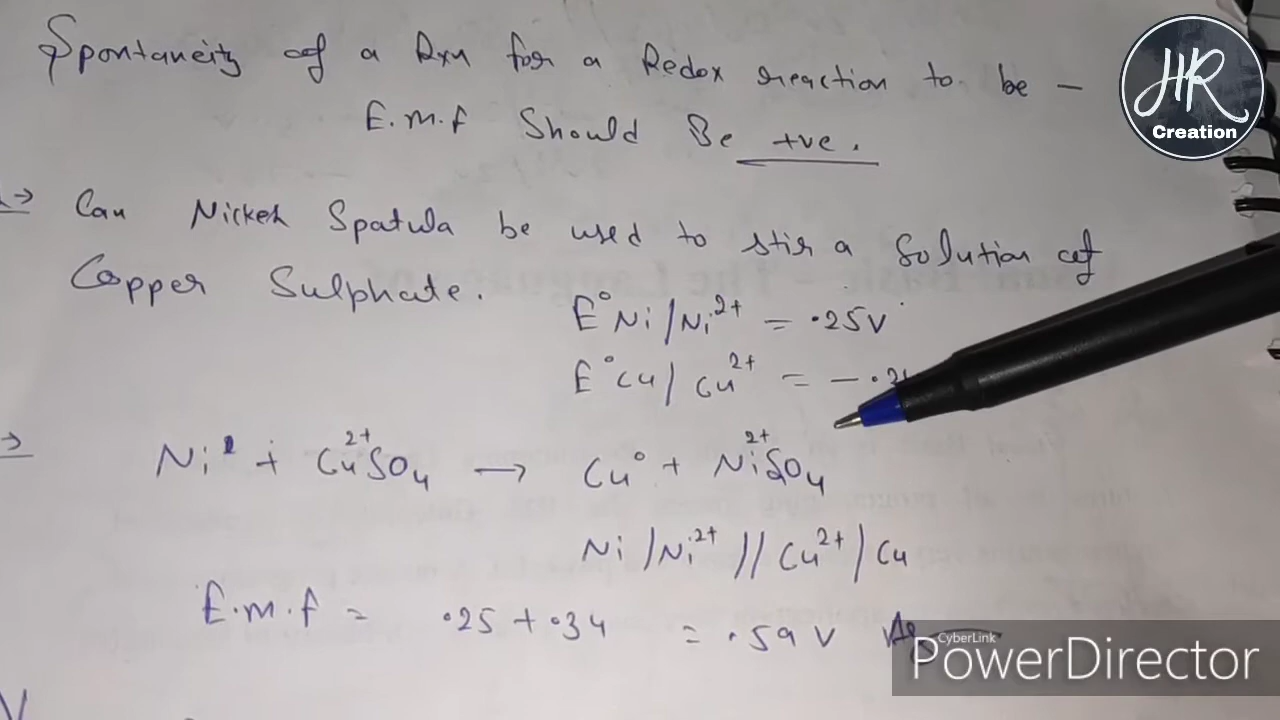 Spontaneity of a Rxn for a Redox reaction to be -
E.m.f Should Be +ve.
Can Nickel Spatula be used to stir a Solution of
Copper Sulphate.
E° Ni/Ni²⁺ = .25V
E° Cu/Cu²⁺ = -
Ni + Cu²⁺SO₄ → Cu° + Ni²⁺SO₄
Ni/Ni²⁺//Cu²⁺/Cu
E.m.f = .25 + .34 = .59 V
HR
Creation
CyberLink
PowerDirector